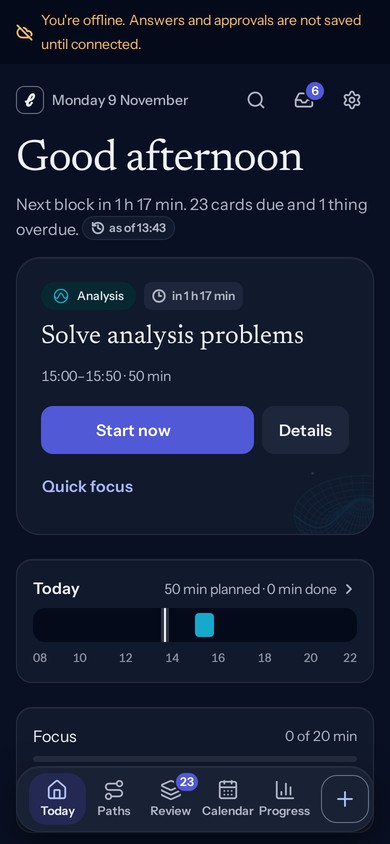 You're offline. Answers and approvals are not saved
until connected.
Monday 9 November
6
Good afternoon
Next block in 1 h 17 min. 23 cards due and 1 thing
overdue. as of 13:43
Analysis
in 1 h 17 min
Solve analysis problems
15:00–15:50 · 50 min
Start now
Details
Quick focus
Today
50 min planned · 0 min done
08 10 12 14 16 18 20 22
Focus
0 of 20 min
23
Today Paths Review Calendar Progress